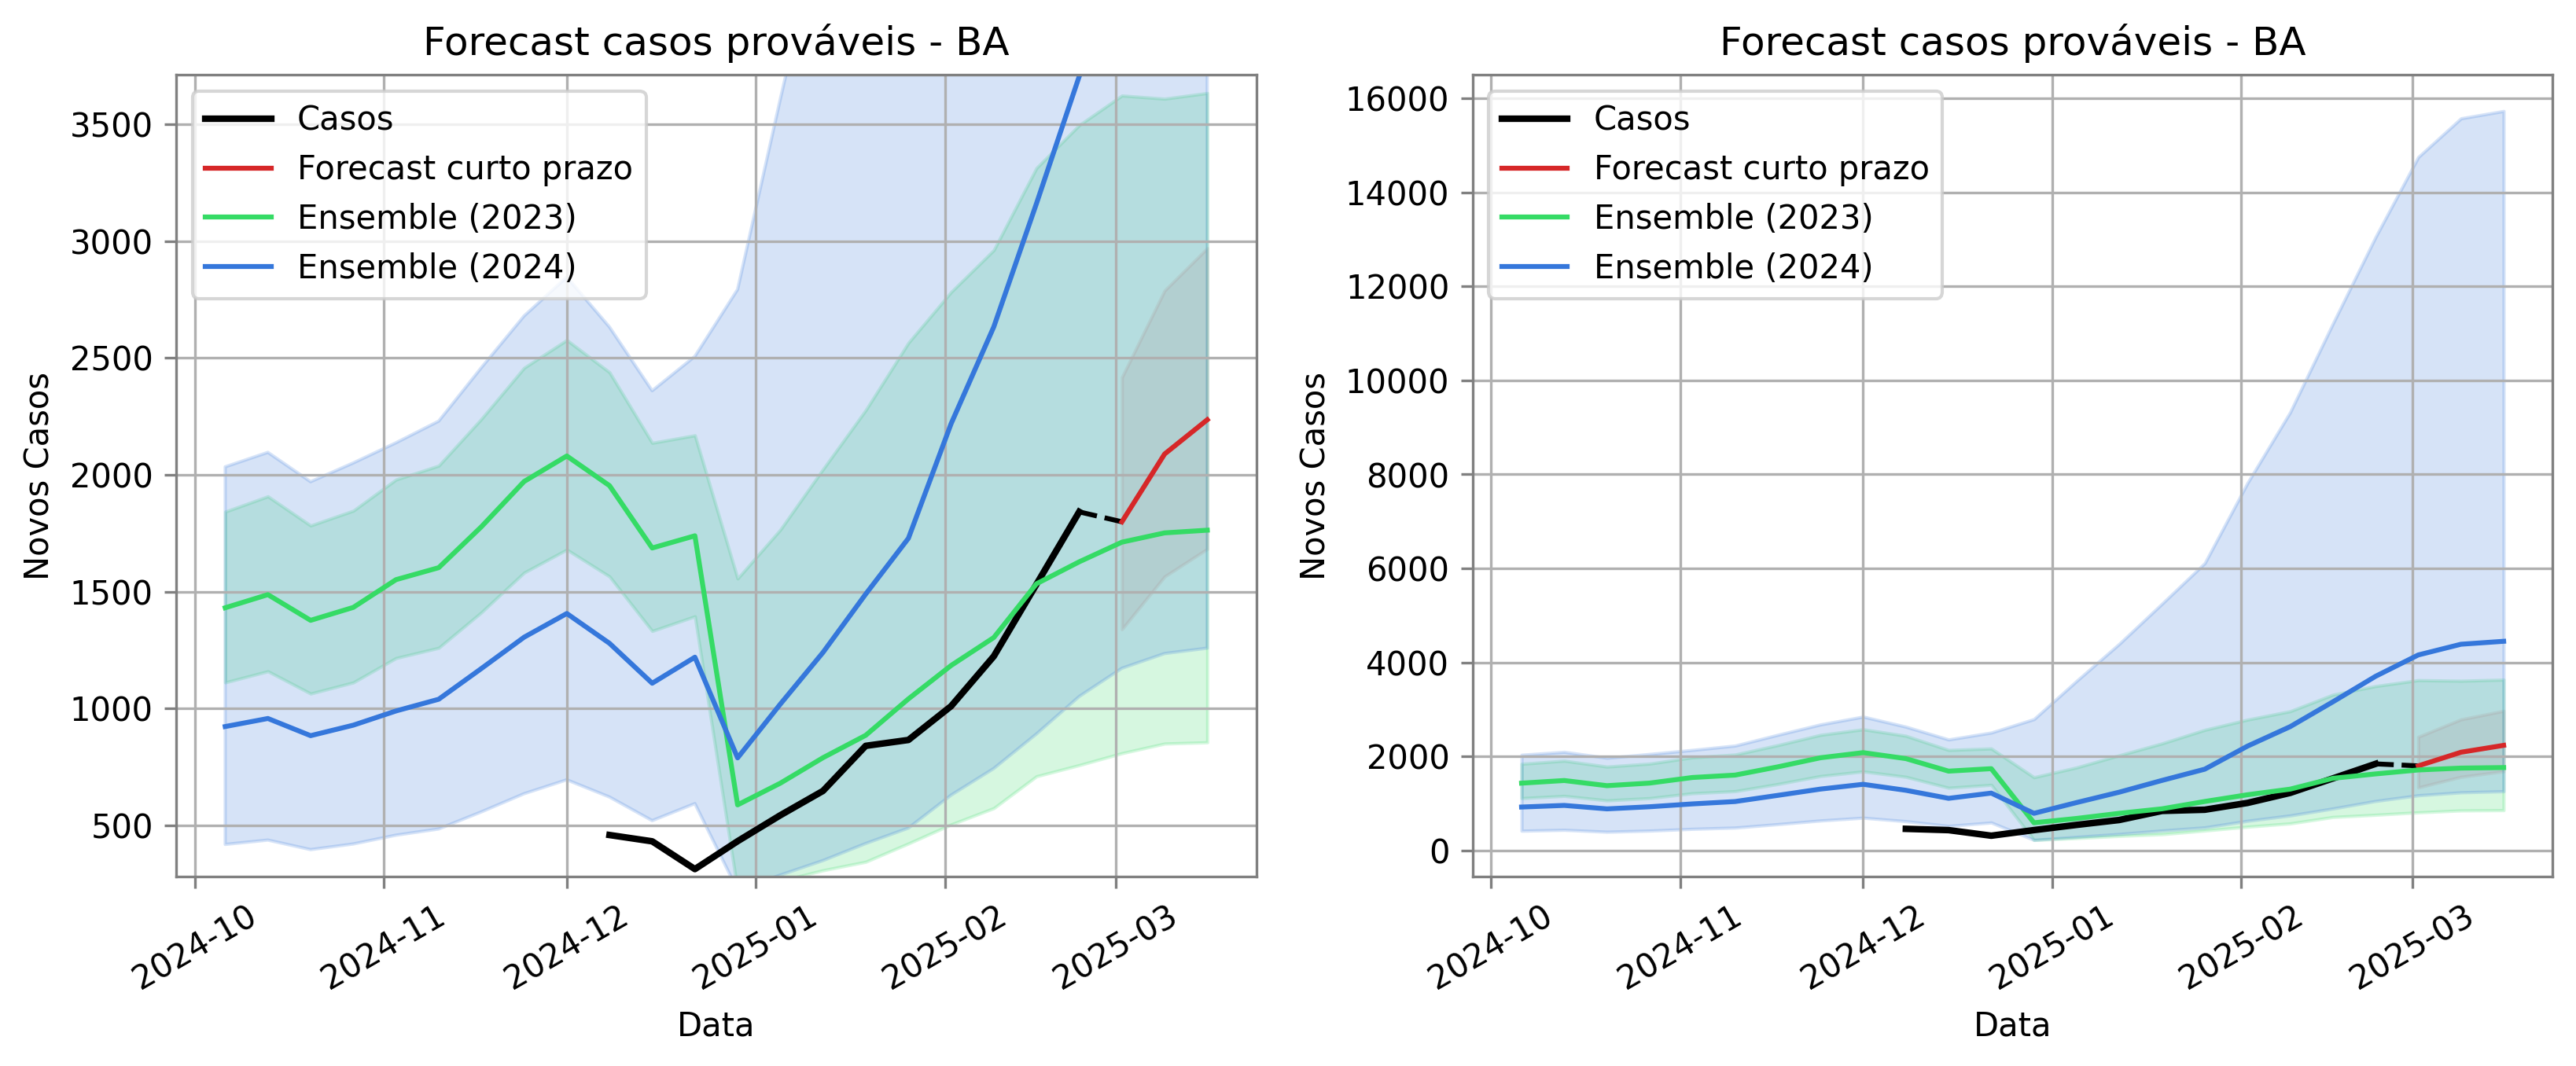 Forecast casos prováveis - BA
Novos Casos
3500
3000
2500
2000
1500
1000
500
Casos
Forecast curto prazo
Ensemble (2023)
Ensemble (2024)
2024-10
2024-11
2024-12
2025-01
2025-02
2025-03
Data
Forecast casos prováveis - BA
Novos Casos
16000
14000
12000
10000
8000
6000
4000
2000
0
Casos
Forecast curto prazo
Ensemble (2023)
Ensemble (2024)
2024-10
2024-11
2024-12
2025-01
2025-02
2025-03
Data